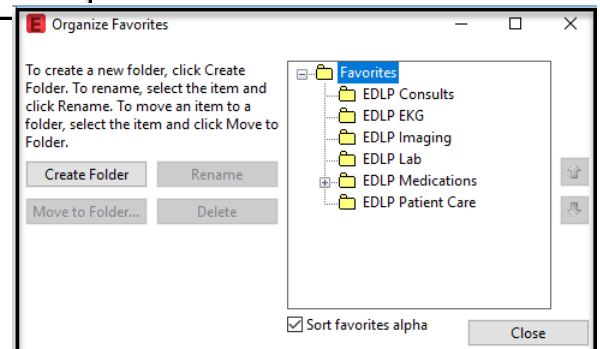 E Organize Favorites
To create a new folder, click Create
Folder. To rename, select the item and
click Rename. To move an item to a
folder, select the item and click Move to
Folder.
Create Folder
Rename
Move to Folder...
Delete
Favorites
EDLP Consults
EDLP EKG
EDLP Imaging
EDLP Lab
EDLP Medications
EDLP Patient Care
Sort favorites alpha
Close